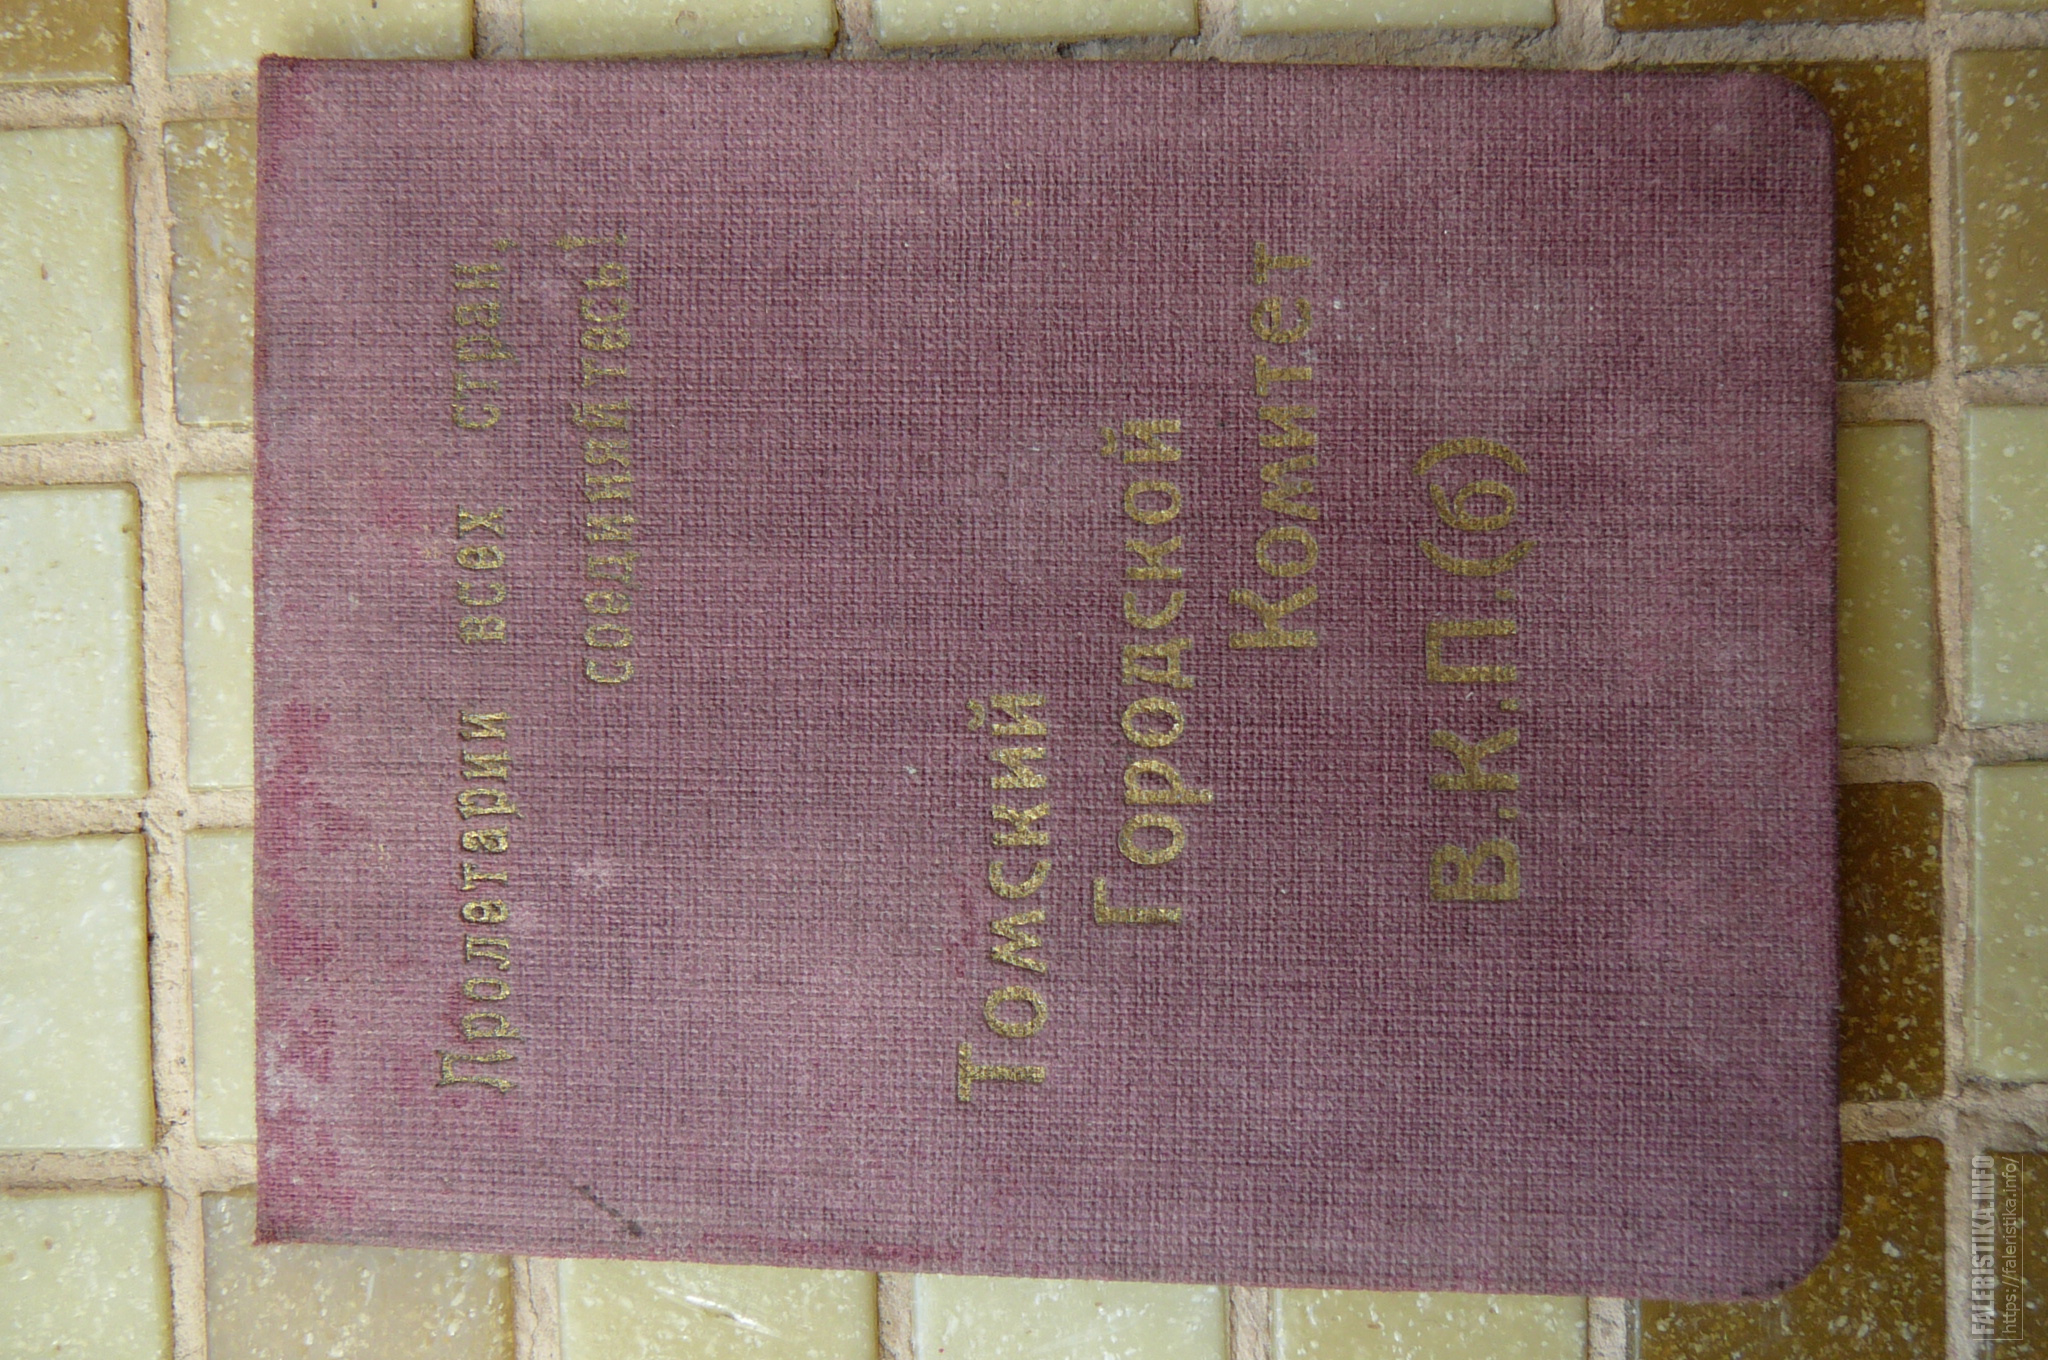 Пролетарии всех стран,
соединяйтесь!
Томский
Городской
Комитет
В.К.П.(б)
FALERISTIKA.INFO
https://faleristika.info/